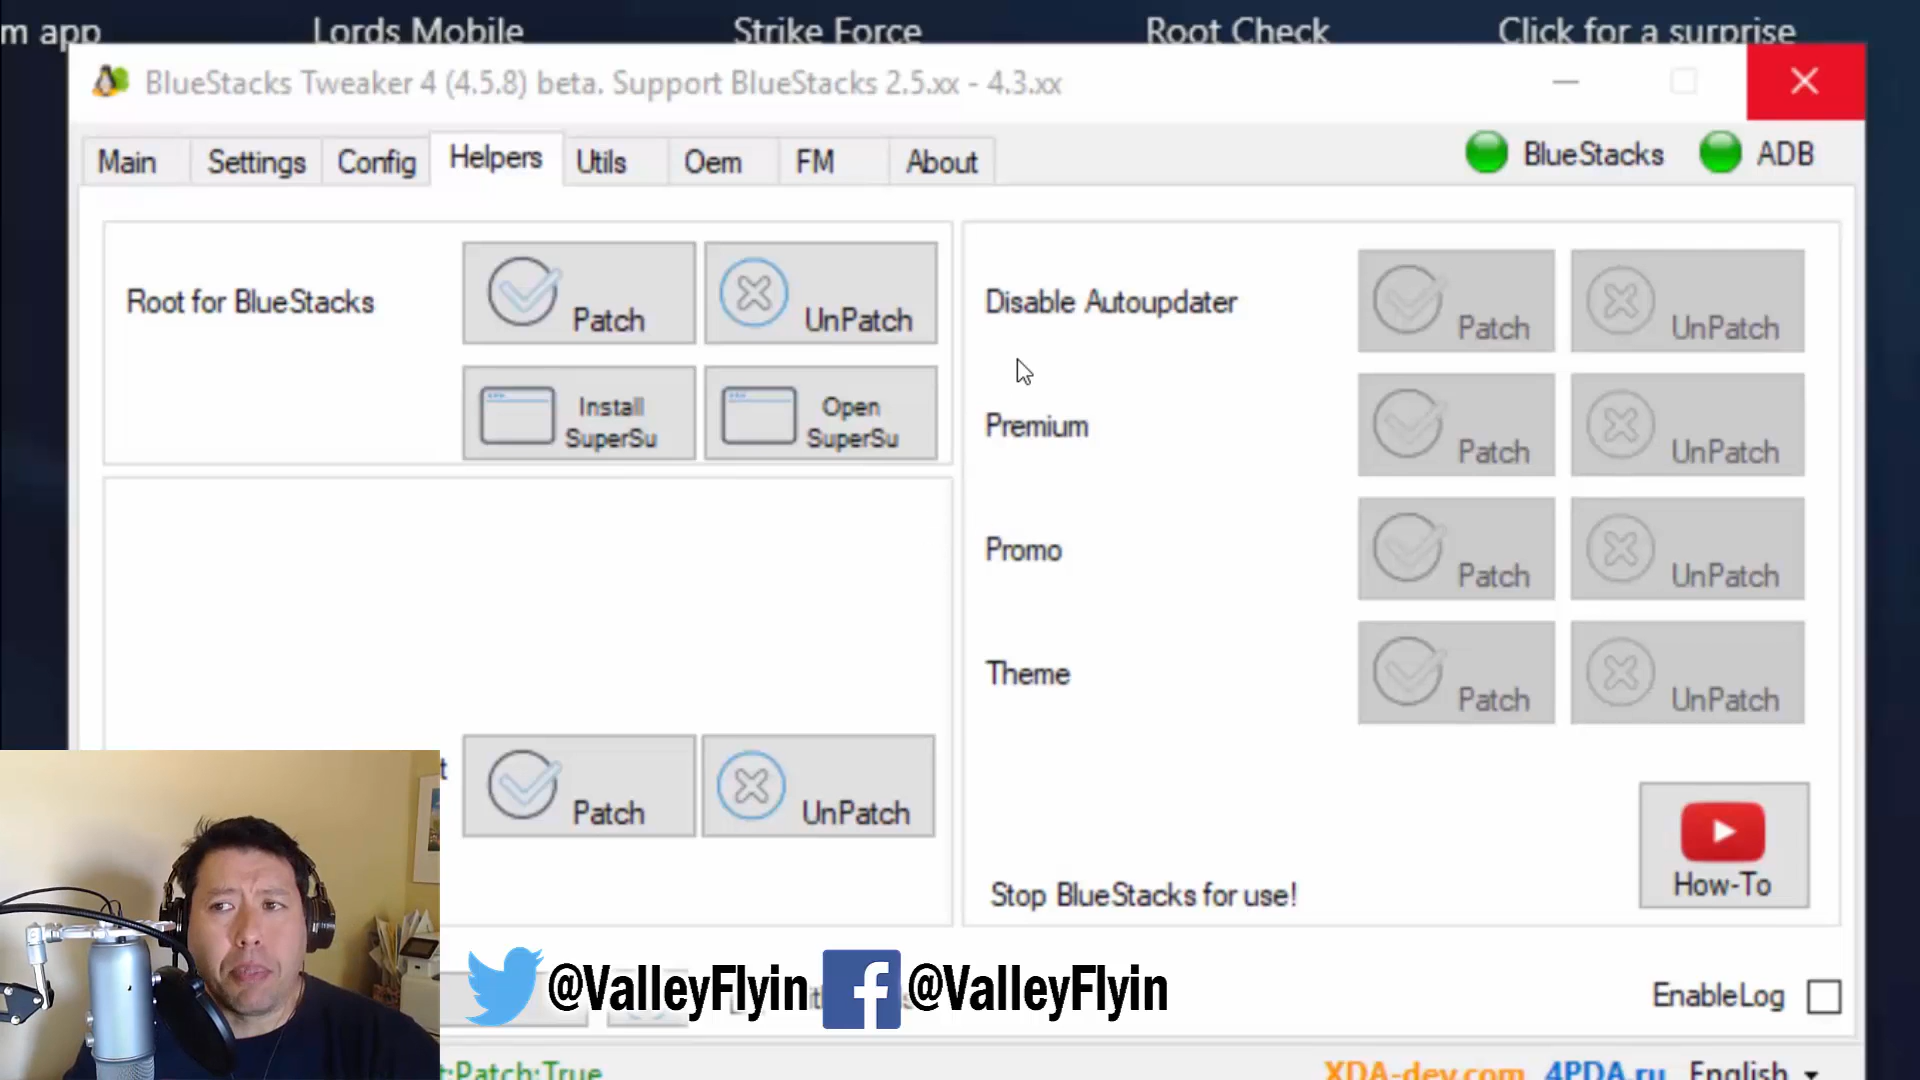 m app Lords Mobile Strike Force Root Check Click for a surprise
BlueStacks Tweaker 4 (4.5.8) beta. Support BlueStacks 2.5.xx - 4.3.xx
Main Settings Config Helpers Utils Oem FM About BlueStacks ADB
Root for BlueStacks Patch UnPatch
Install SuperSu Open SuperSu
t Patch UnPatch
Disable Autoupdater Patch UnPatch
Premium Patch UnPatch
Promo Patch UnPatch
Theme Patch UnPatch
How-To
Stop BlueStacks for use!
@ValleyFlyin @ValleyFlyin
EnableLog
t:Patch:True XDA-dev.com 4PDA.ru English